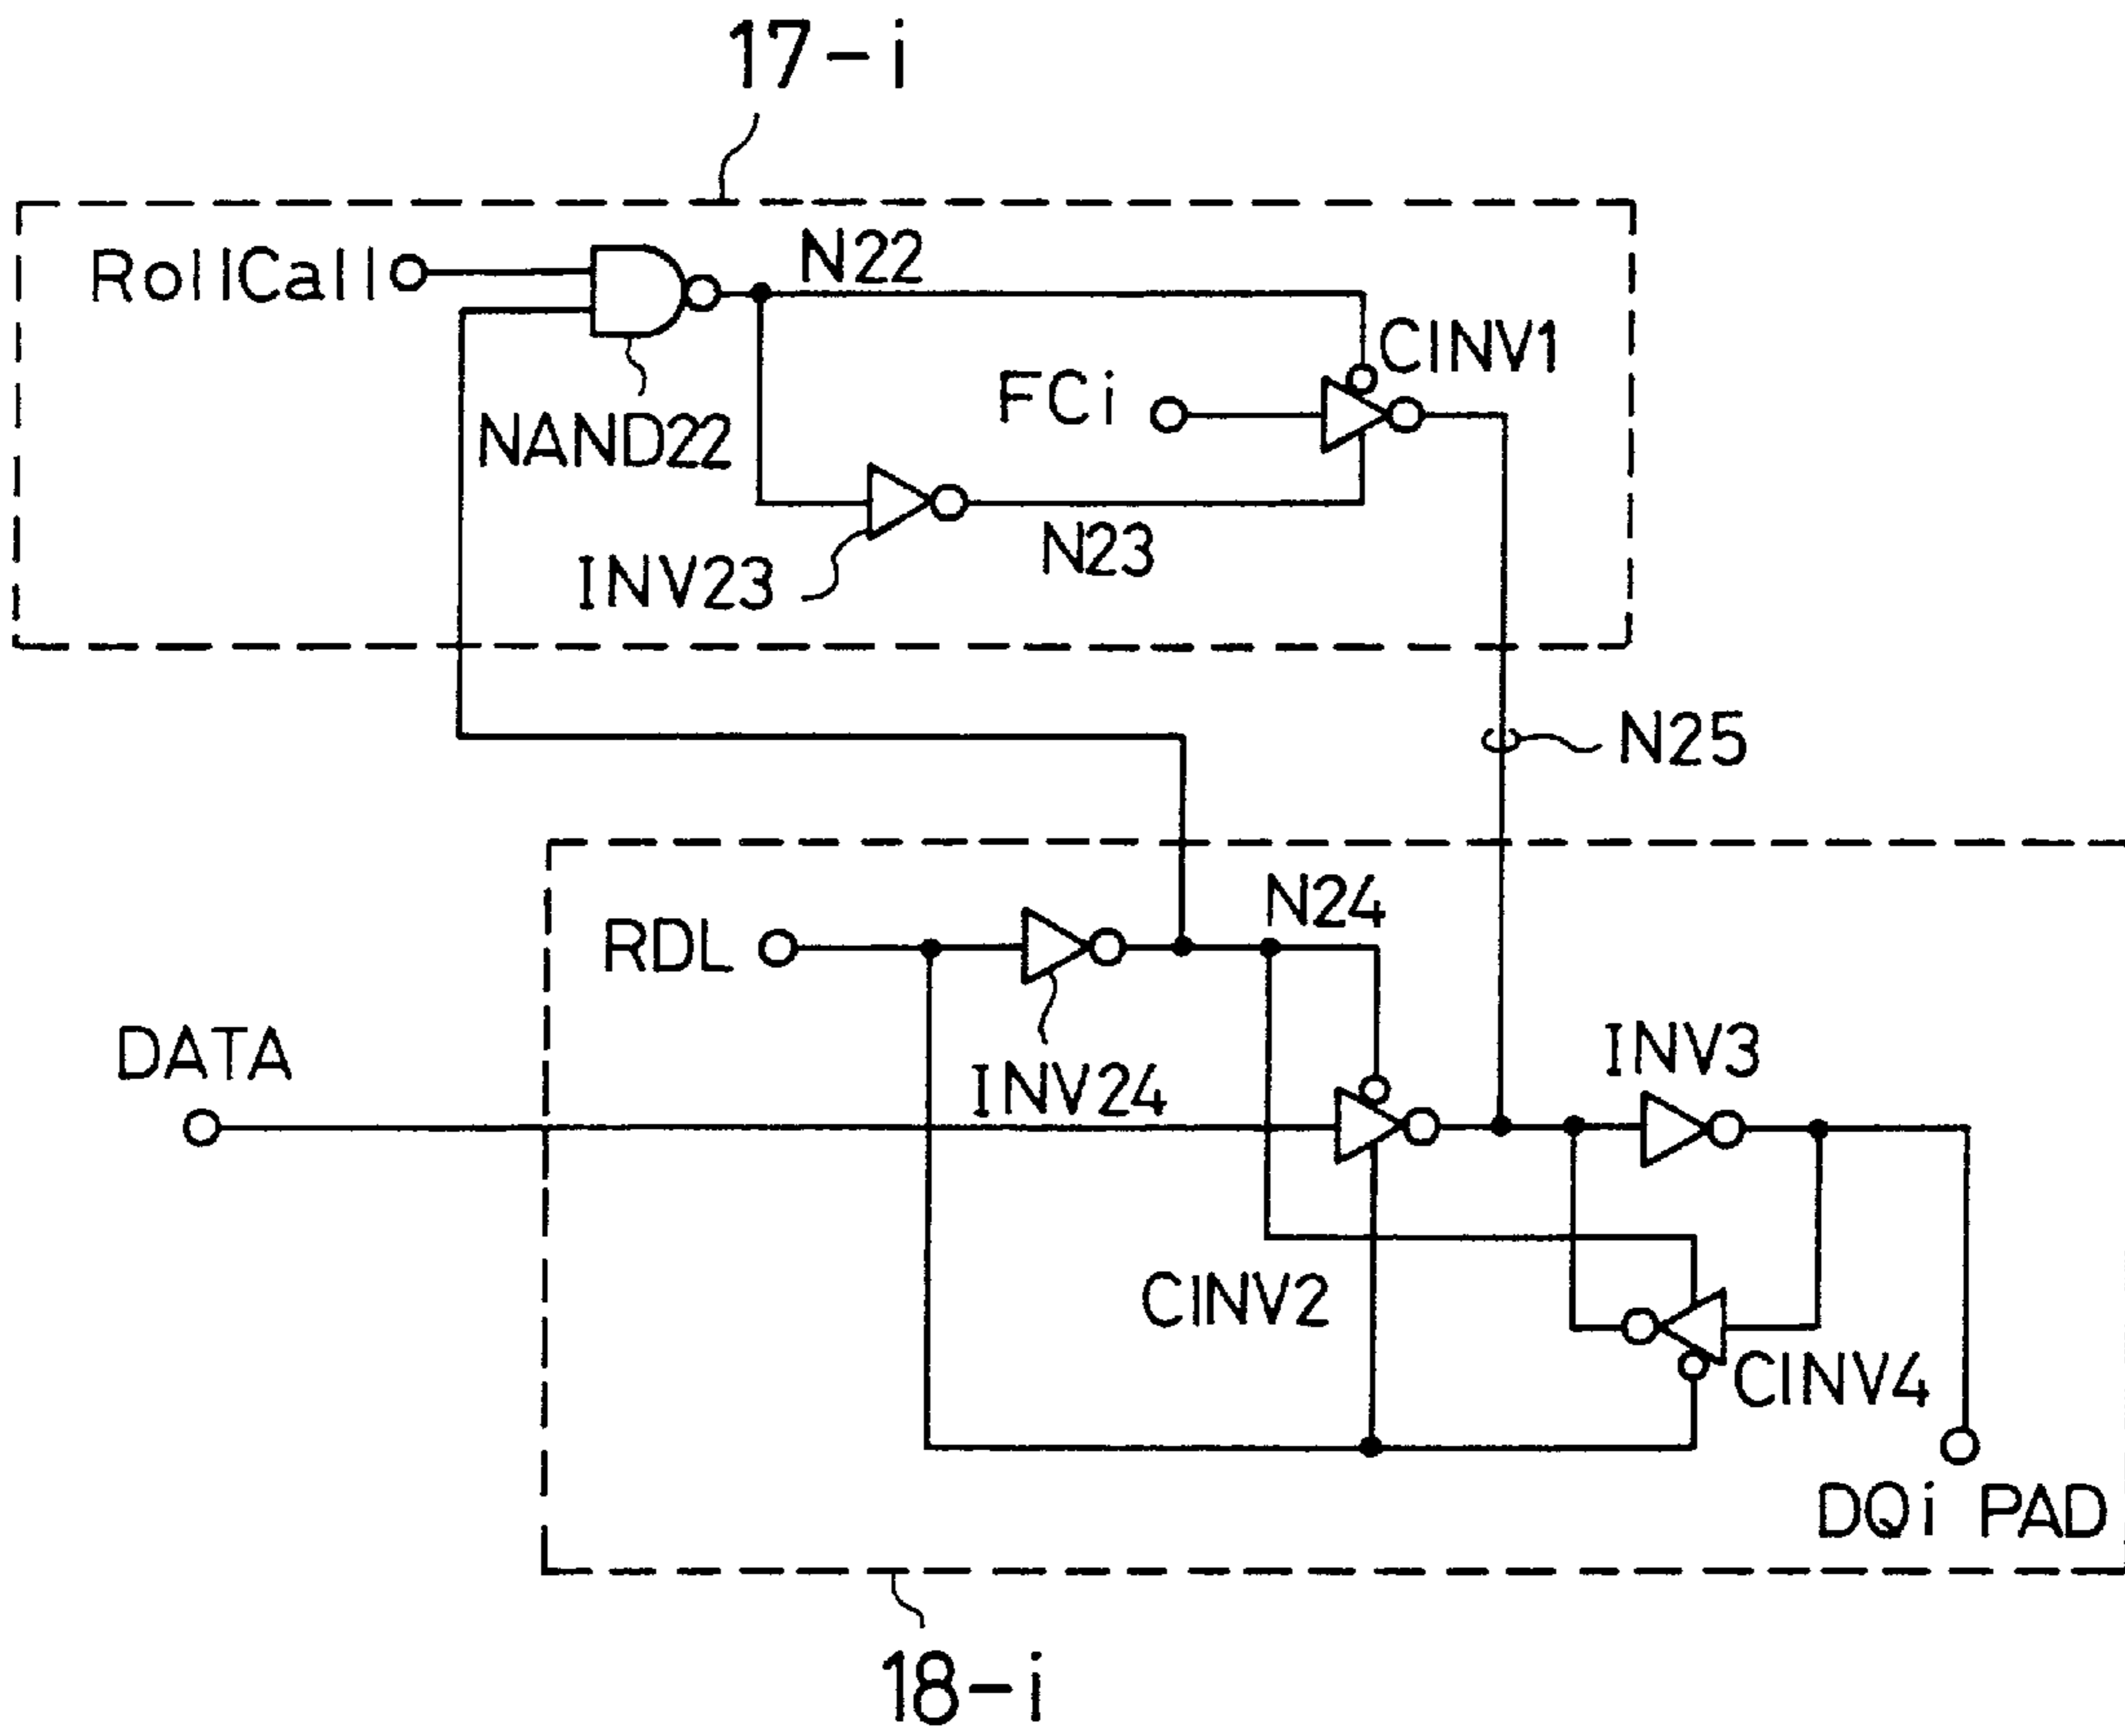 17-i
RollCall
N22
CINV1
FCi
NAND22
N23
INV23
N25
N24
RDL
DATA
INV3
INV24
CINV2
CINV4
DQi PAD
18-i